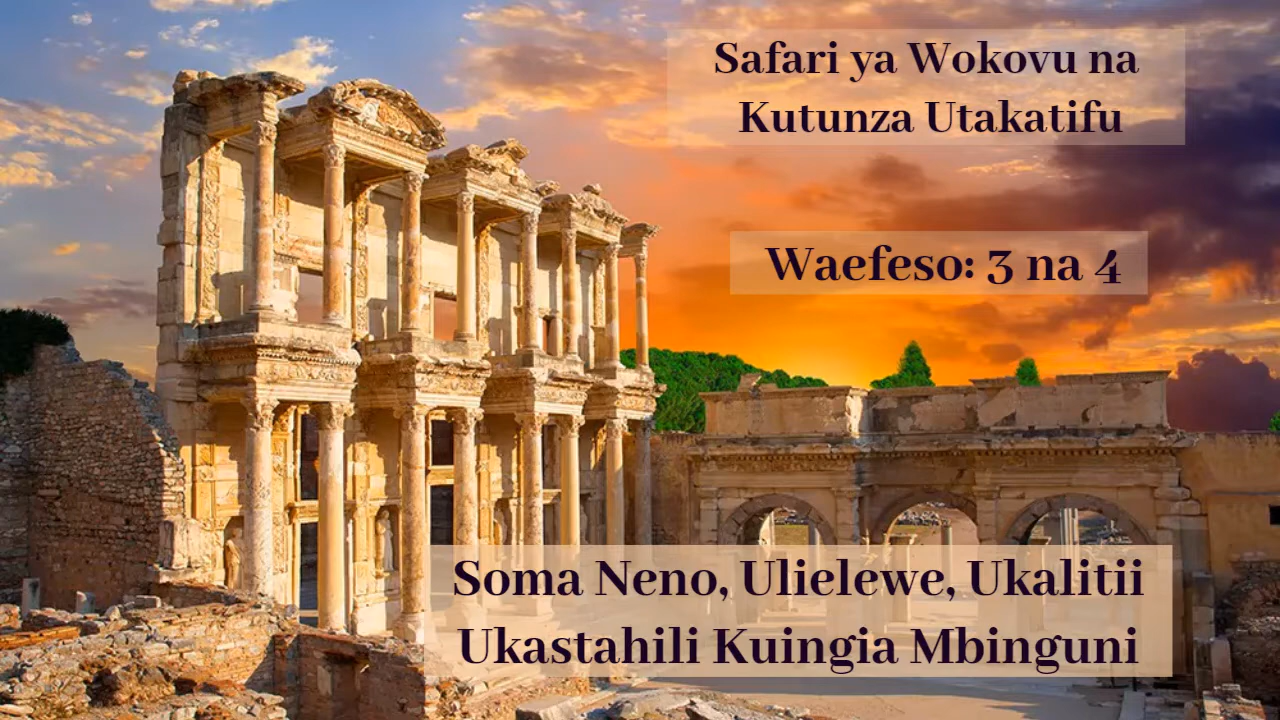 Safari ya Wokovu na
Kutunza Utakatifu
Waefeso: 3 na 4
Soma Neno, Ulielewe, Ukalitii
Ukastahili Kuingia Mbinguni